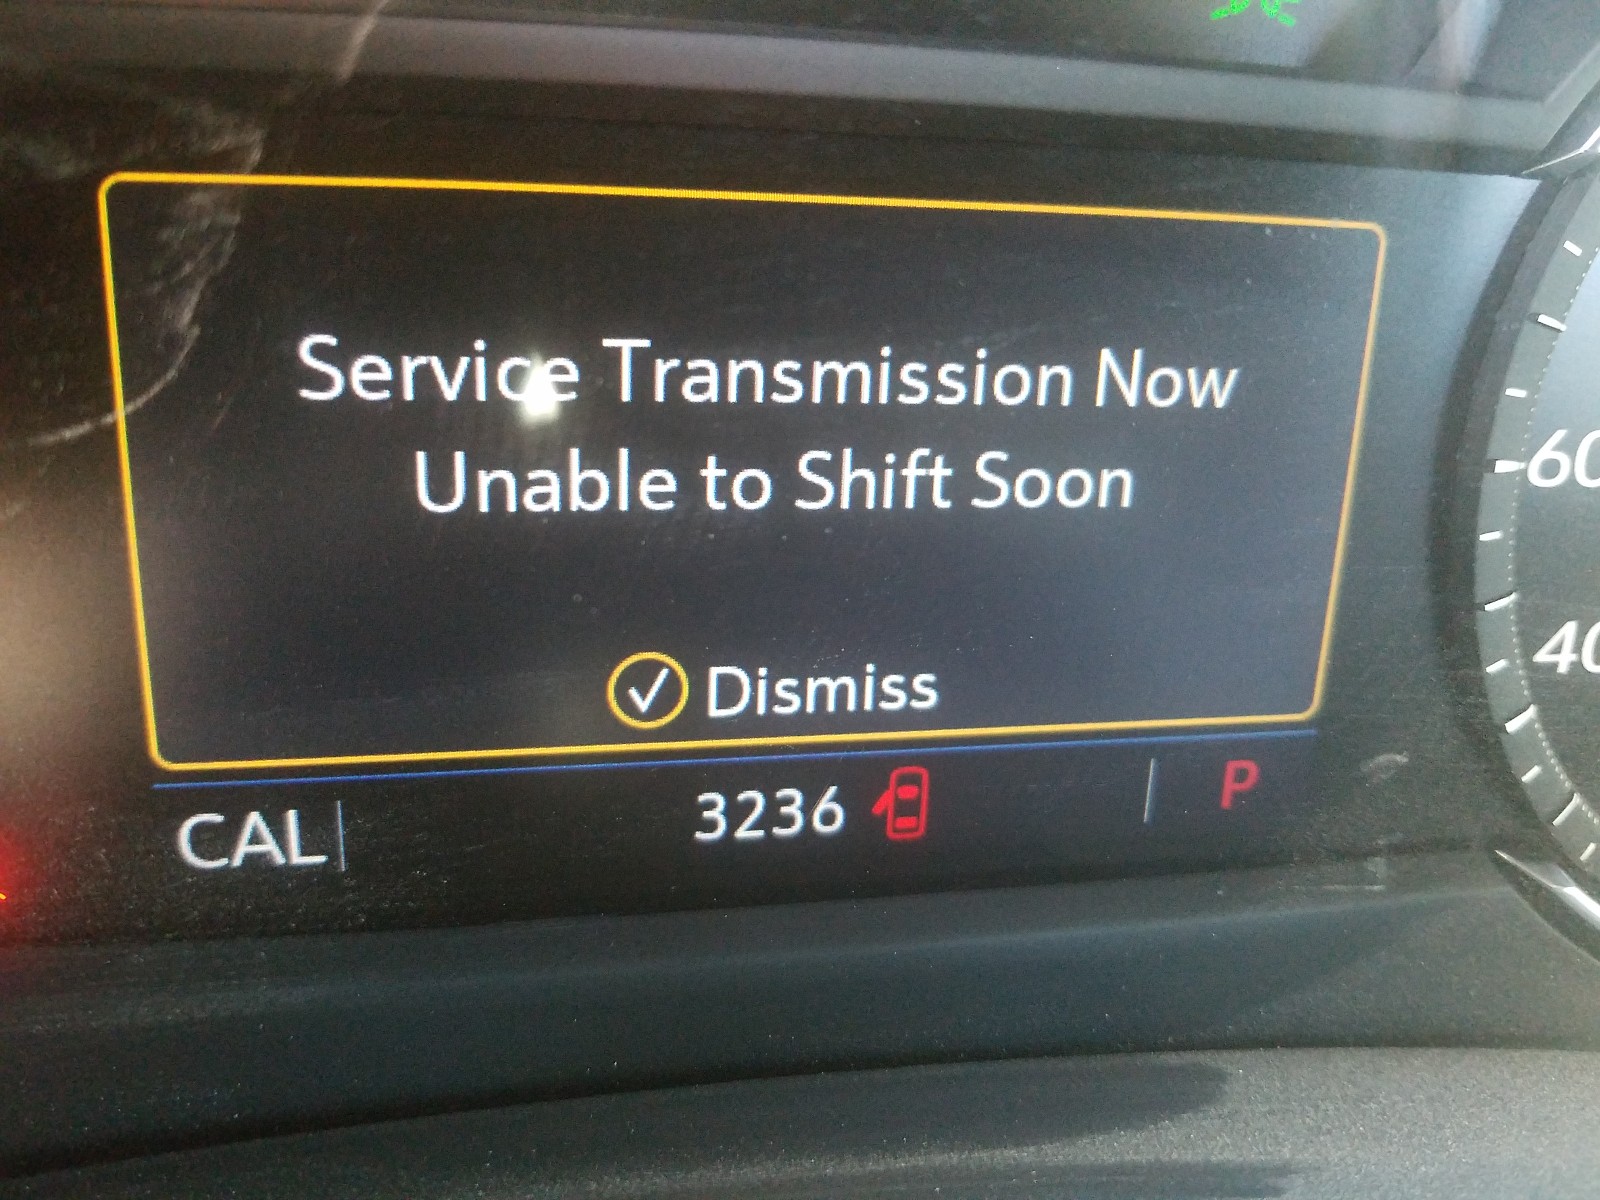 Service Transmission Now
Unable to Shift Soon
Dismiss
CAL
3236
P
60
40